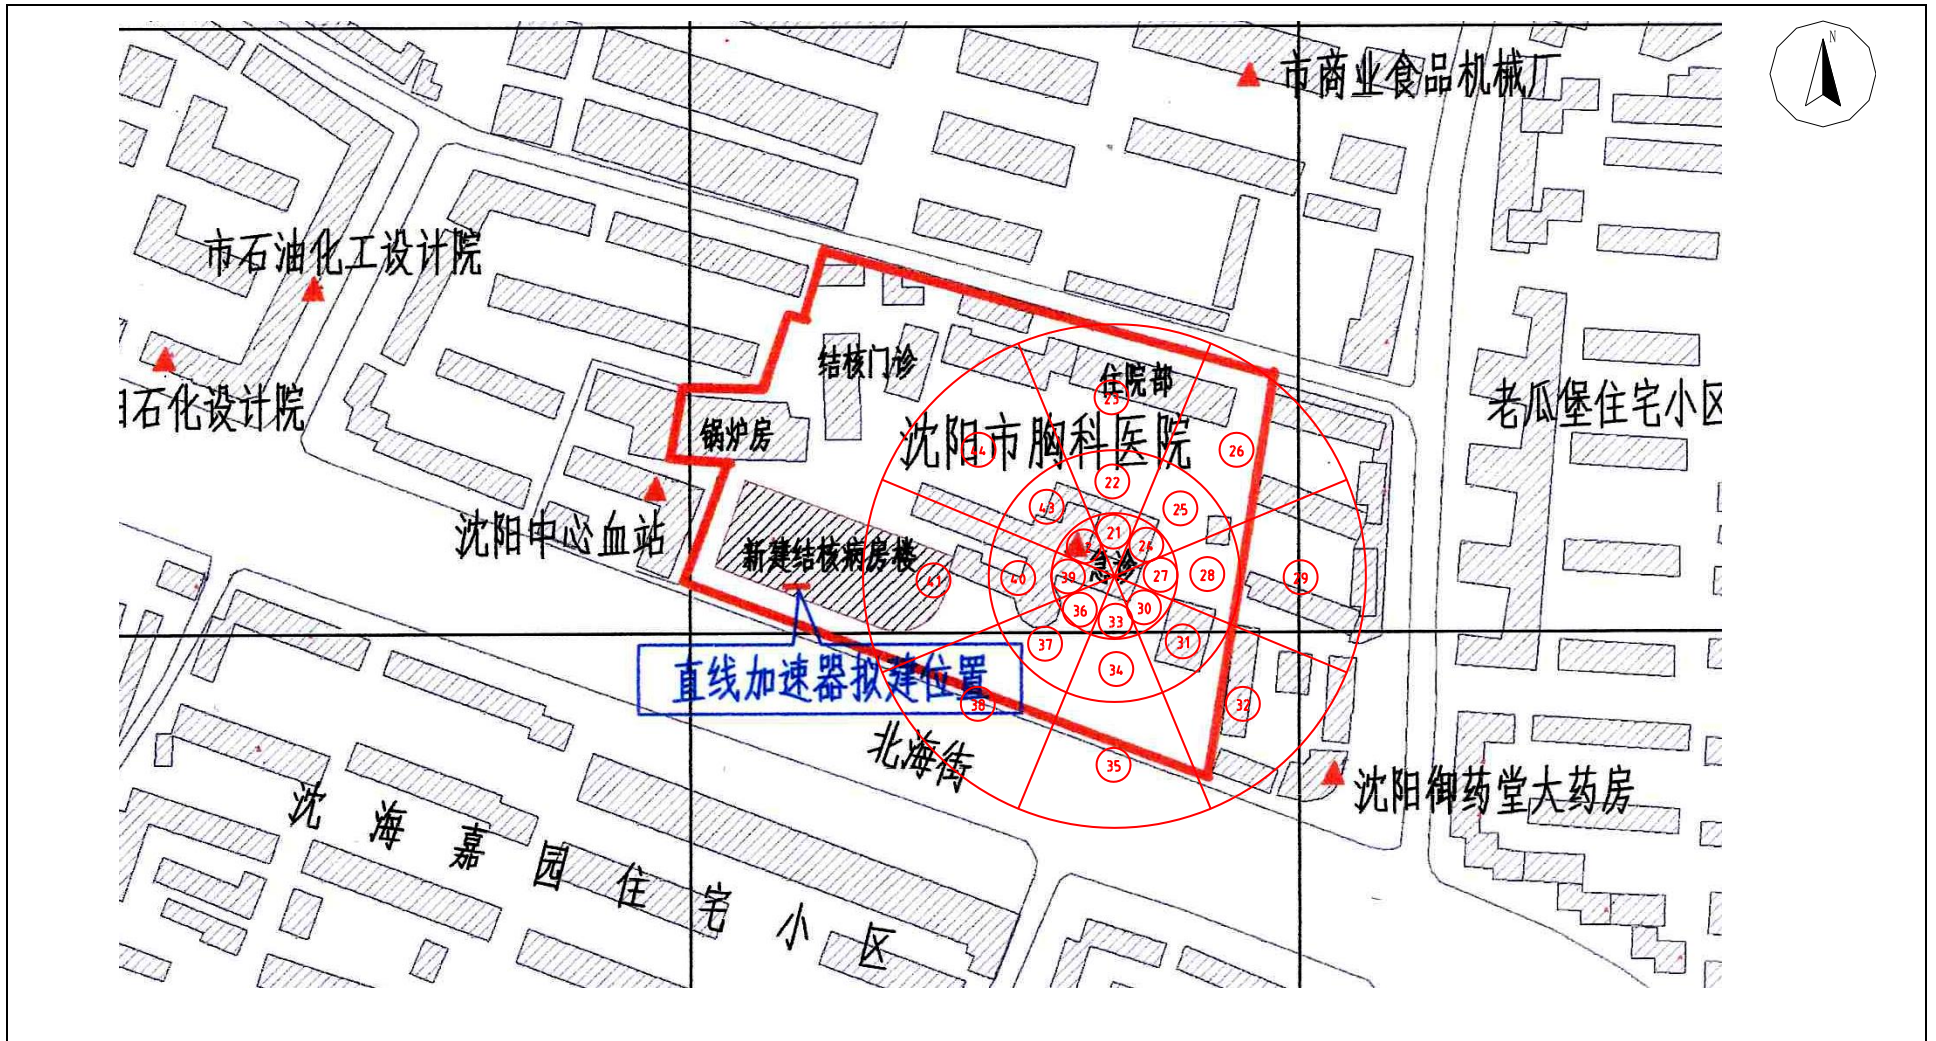 N
市商业食品机械厂
市石油化工设计院
石化设计院
结核门诊
住院部
23
老瓜堡住宅小区
锅炉房
沈阳市胸科医院
44
26
22
43
25
沈阳中心血站
21
24
新建结核病房楼
急诊
41
40
39
27
28
29
36
30
33
37
31
34
直线加速器拟建位置
38
32
北海街
35
沈阳御药堂大药房
沈海嘉园住宅小区